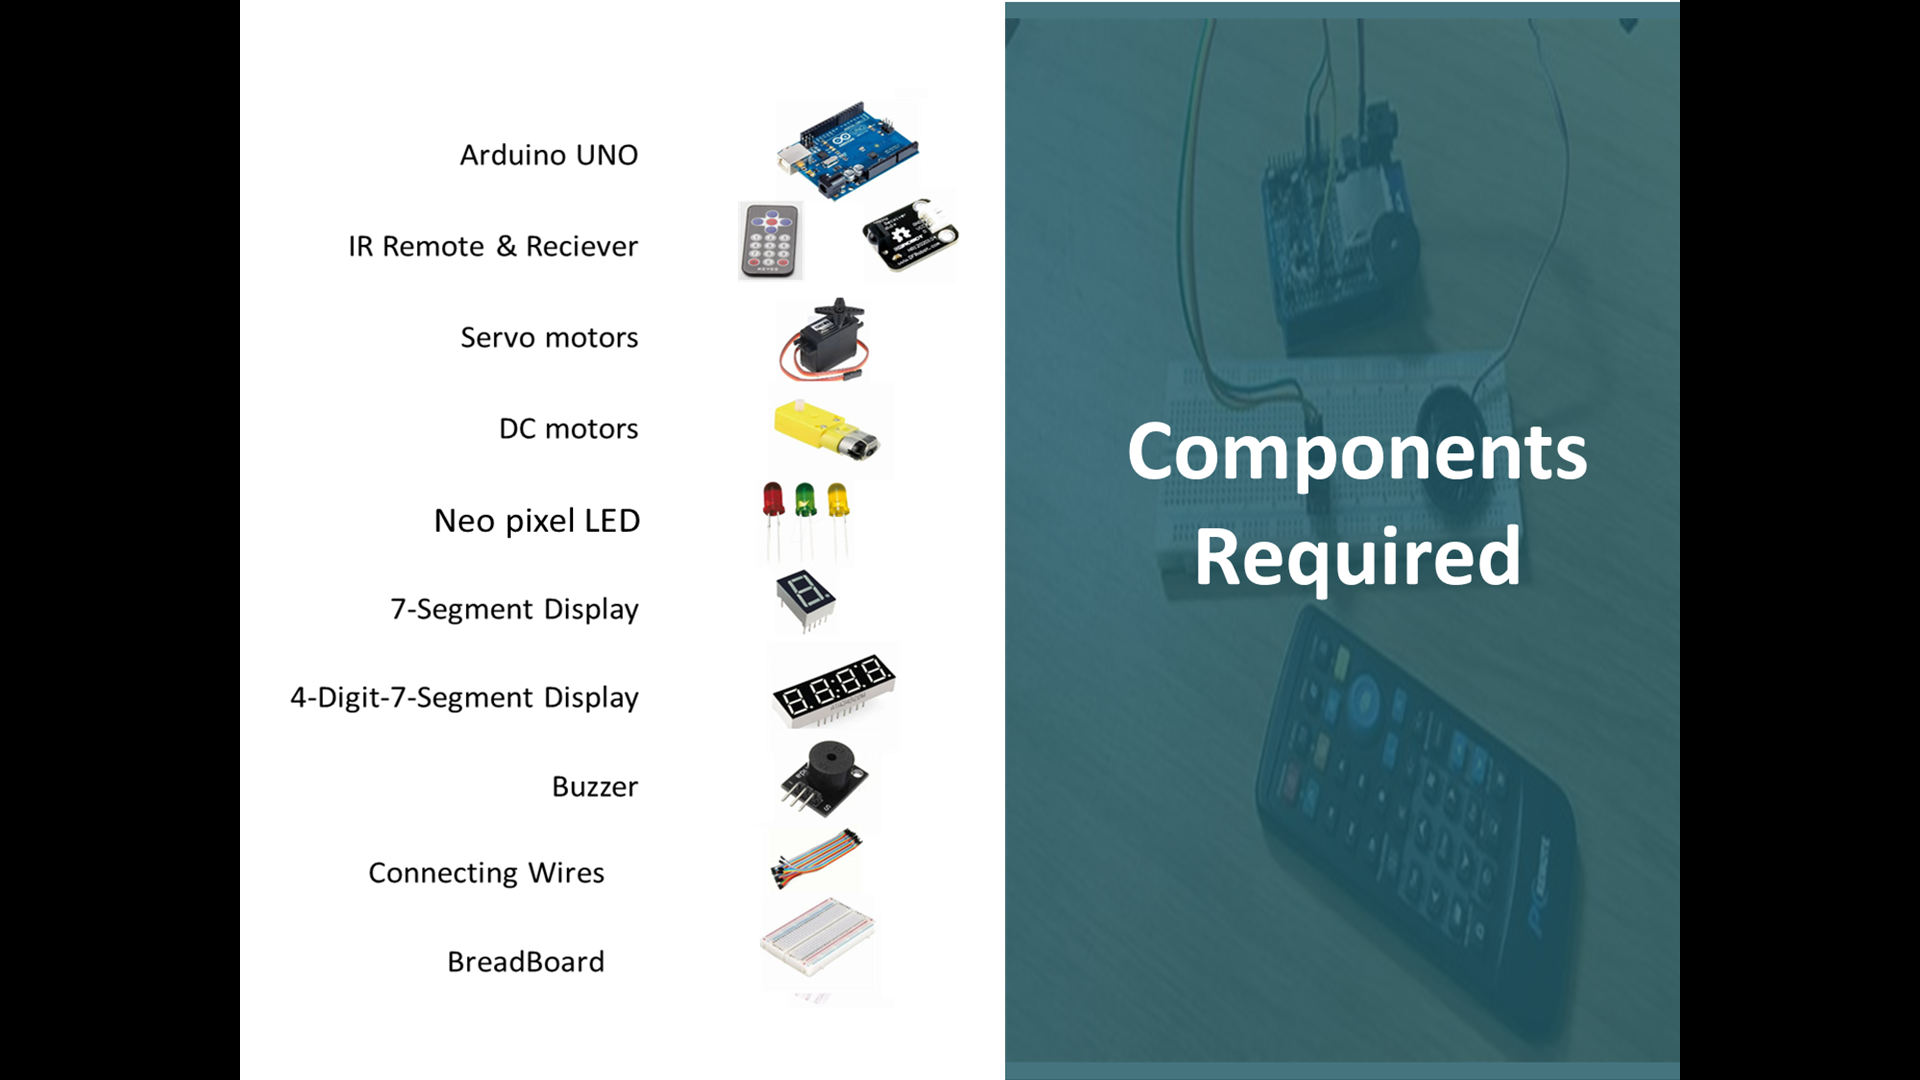 Arduino UNO
IR Remote & Reciever
Servo motors
DC motors
Neo pixel LED
7-Segment Display
4-Digit-7-Segment Display
Buzzer
Connecting Wires
BreadBoard
Components
Required